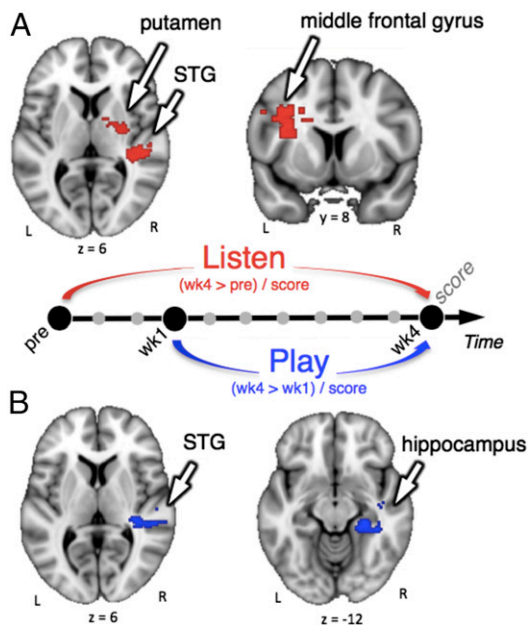 A
putamen
STG
middle frontal gyrus
L
R
z = 6
L
y = 8
R
Listen
(wk4 > pre) / score
score
pre
wk1
wk4
Time
Play
(wk4 > wk1) / score
B
STG
hippocampus
L
R
z = 6
L
R
z = -12